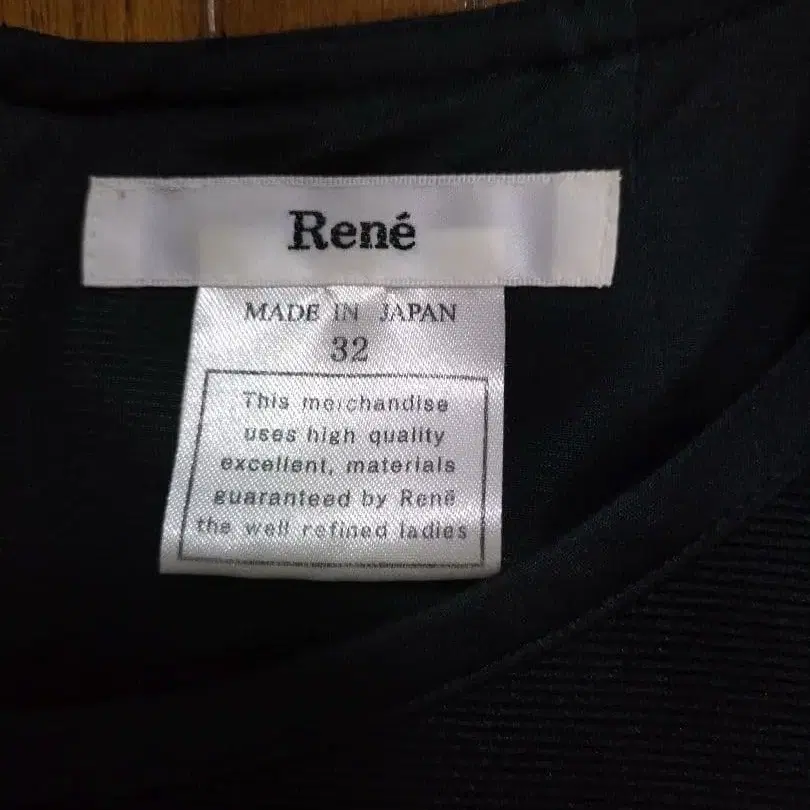 René
MADE IN JAPAN
32
This merchandise
uses high quality
excellent, materials
guaranteed by René
the well refined ladies